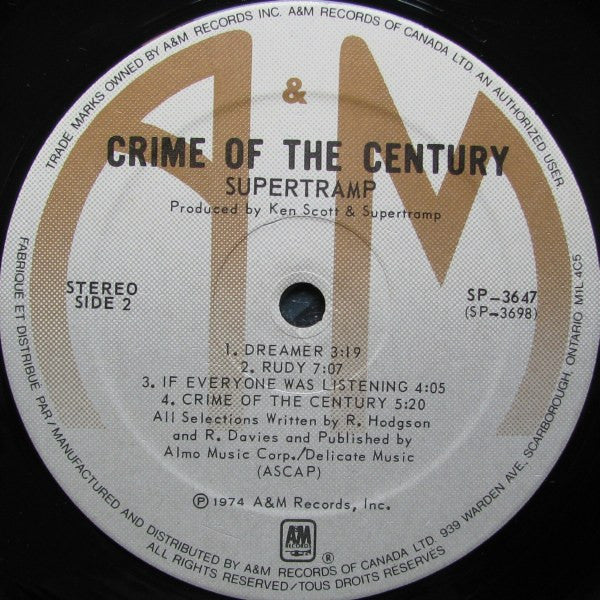 TRADE MARKS OWNED BY A&M RECORDS INC. A&M RECORDS OF CANADA LTD. AN AUTHORIZED USER
&
CRIME OF THE CENTURY
SUPERTRAMP
Produced by Ken Scott & Supertramp
STEREO
SIDE 2
SP-3647
(SP-3698)
1. DREAMER 3:19
2. RUDY 7:07
3. IF EVERYONE WAS LISTENING 4:05
4. CRIME OF THE CENTURY 5:20
All Selections Written by R. Hodgson
and R. Davies and Published by
Almo Music Corp./Delicate Music
(ASCAP)
Ⓟ 1974 A&M Records, Inc.
A&M
RECORDS
®
FABRIQUÉ ET DISTRIBUÉ PAR/MANUFACTURED AND DISTRIBUTED BY A&M RECORDS OF CANADA LTD. 939 WARDEN AVE, SCARBOROUGH, ONTARIO M1L 4C5
ALL RIGHTS RESERVED/TOUS DROITS RESERVÉS